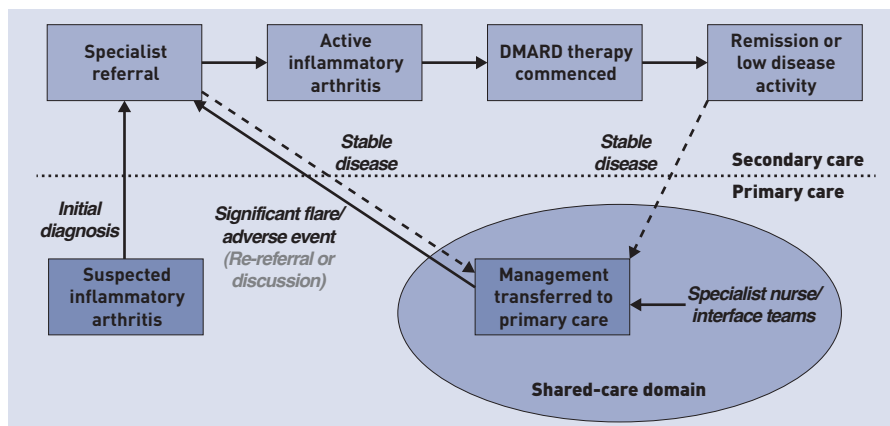 Specialist
referral
Active
inflammatory
arthritis
DMARD therapy
commenced
Remission or
low disease
activity
Stable
disease
Stable
disease
Secondary care
Primary care
Initial
diagnosis
Significant flare/
adverse event
(Re-referral or
discussion)
Suspected
inflammatory
arthritis
Management
transferred to
primary care
Specialist nurse/
interface teams
Shared-care domain